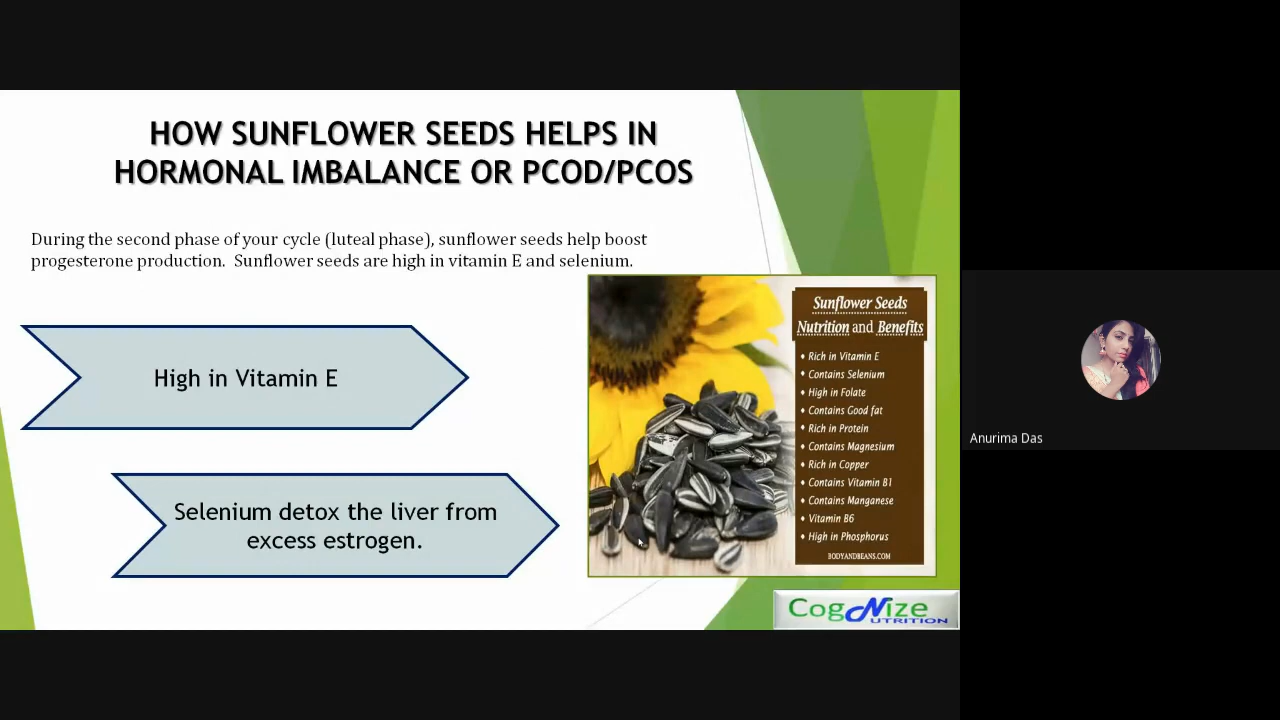 HOW SUNFLOWER SEEDS HELPS IN
HORMONAL IMBALANCE OR PCOD/PCOS
During the second phase of your cycle (luteal phase), sunflower seeds help boost
progesterone production. Sunflower seeds are high in vitamin E and selenium.
High in Vitamin E
Selenium detox the liver from
excess estrogen.
Sunflower Seeds
Nutrition and Benefits
♦ Rich in Vitamin E
♦ Contains Selenium
♦ High in Folate
♦ Contains Good fat
♦ Rich in Protein
♦ Contains Magnesium
♦ Rich in Copper
♦ Contains Vitamin B1
♦ Contains Manganese
♦ Vitamin B6
♦ High in Phosphorus
BODYANDBEANS.COM
CogNize
NUTRITION
Anurima Das